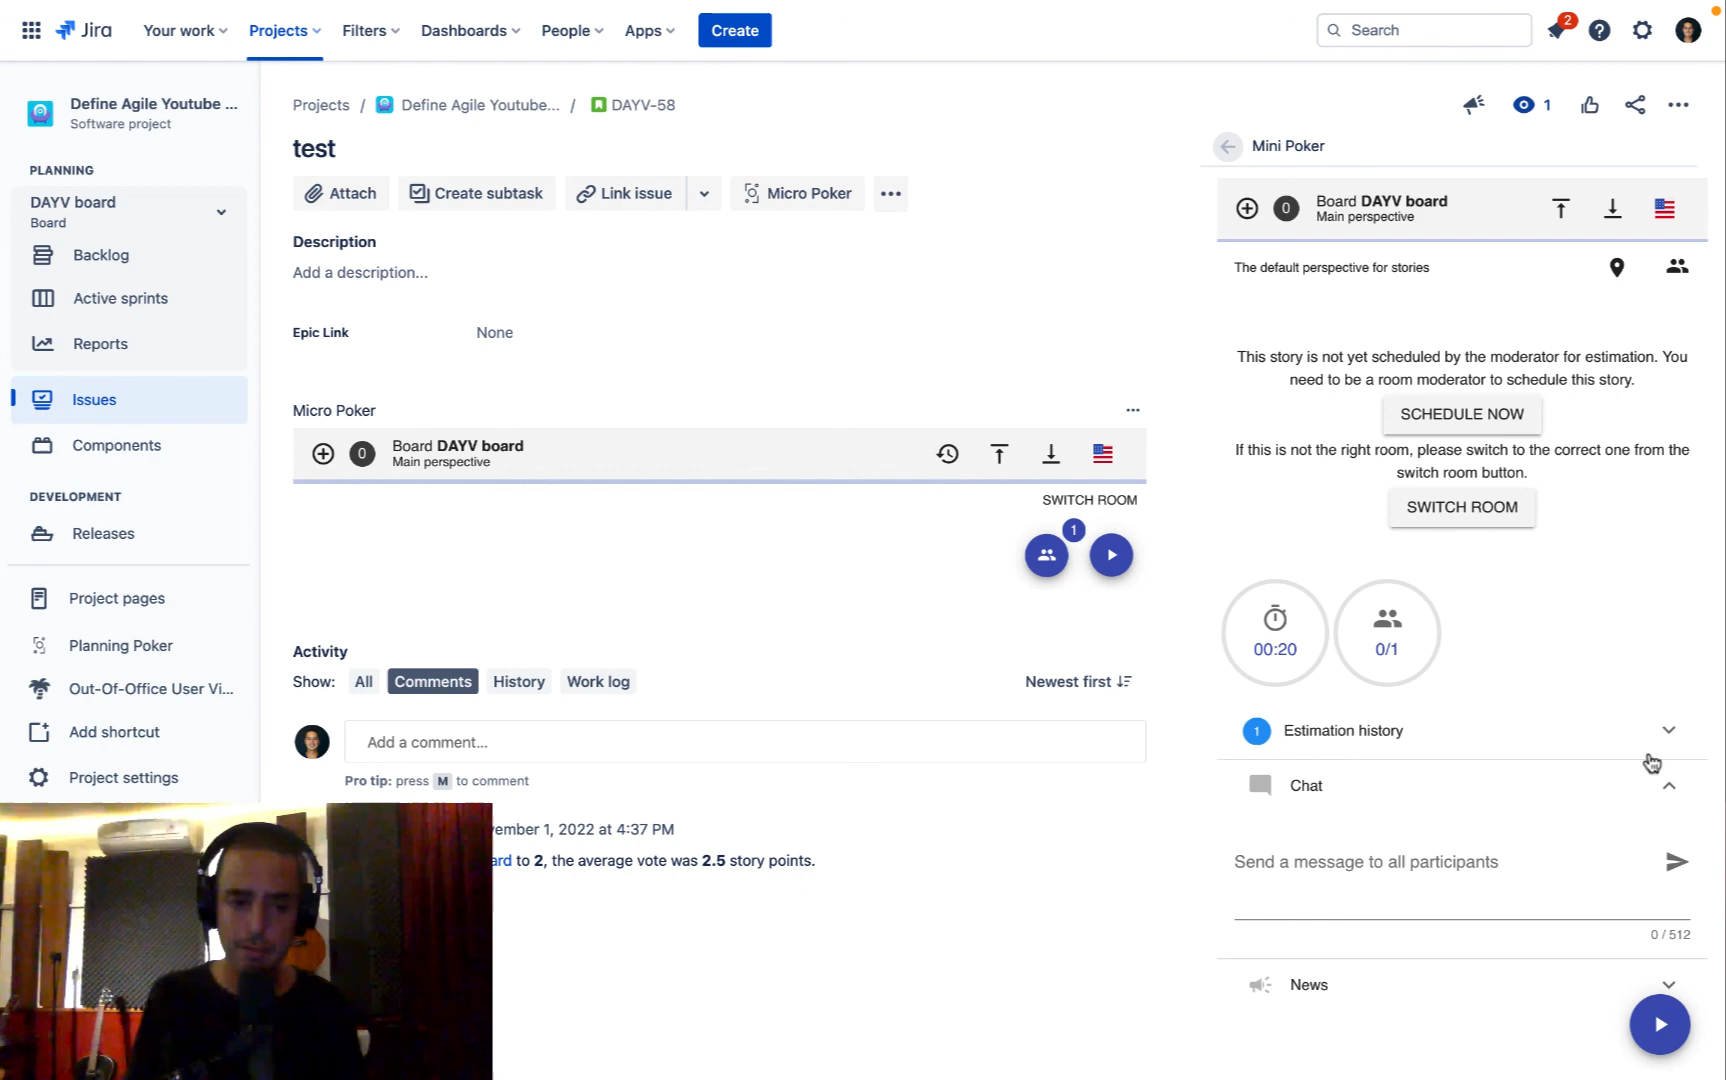 Jira
Your work
Projects
Filters
Dashboards
People
Apps
Create
Search
2
Define Agile Youtube ...
Software project
PLANNING
DAYV board
Board
Backlog
Active sprints
Reports
Issues
Components
DEVELOPMENT
Releases
Project pages
Planning Poker
Out-Of-Office User Vi...
Add shortcut
Project settings
Projects / Define Agile Youtube... / DAYV-58
test
Attach
Create subtask
Link issue
Micro Poker
Description
Add a description...
Epic Link None
Micro Poker
0
Board DAYV board
Main perspective
SWITCH ROOM
1
Activity
Show: All Comments History Work log
Newest first
Add a comment...
Pro tip: press M to comment
vember 1, 2022 at 4:37 PM
ard to 2, the average vote was 2.5 story points.
1
Mini Poker
0
Board DAYV board
Main perspective
The default perspective for stories
This story is not yet scheduled by the moderator for estimation. You
need to be a room moderator to schedule this story.
SCHEDULE NOW
If this is not the right room, please switch to the correct one from the
switch room button.
SWITCH ROOM
00:20
0/1
1
Estimation history
Chat
Send a message to all participants
0 / 512
News